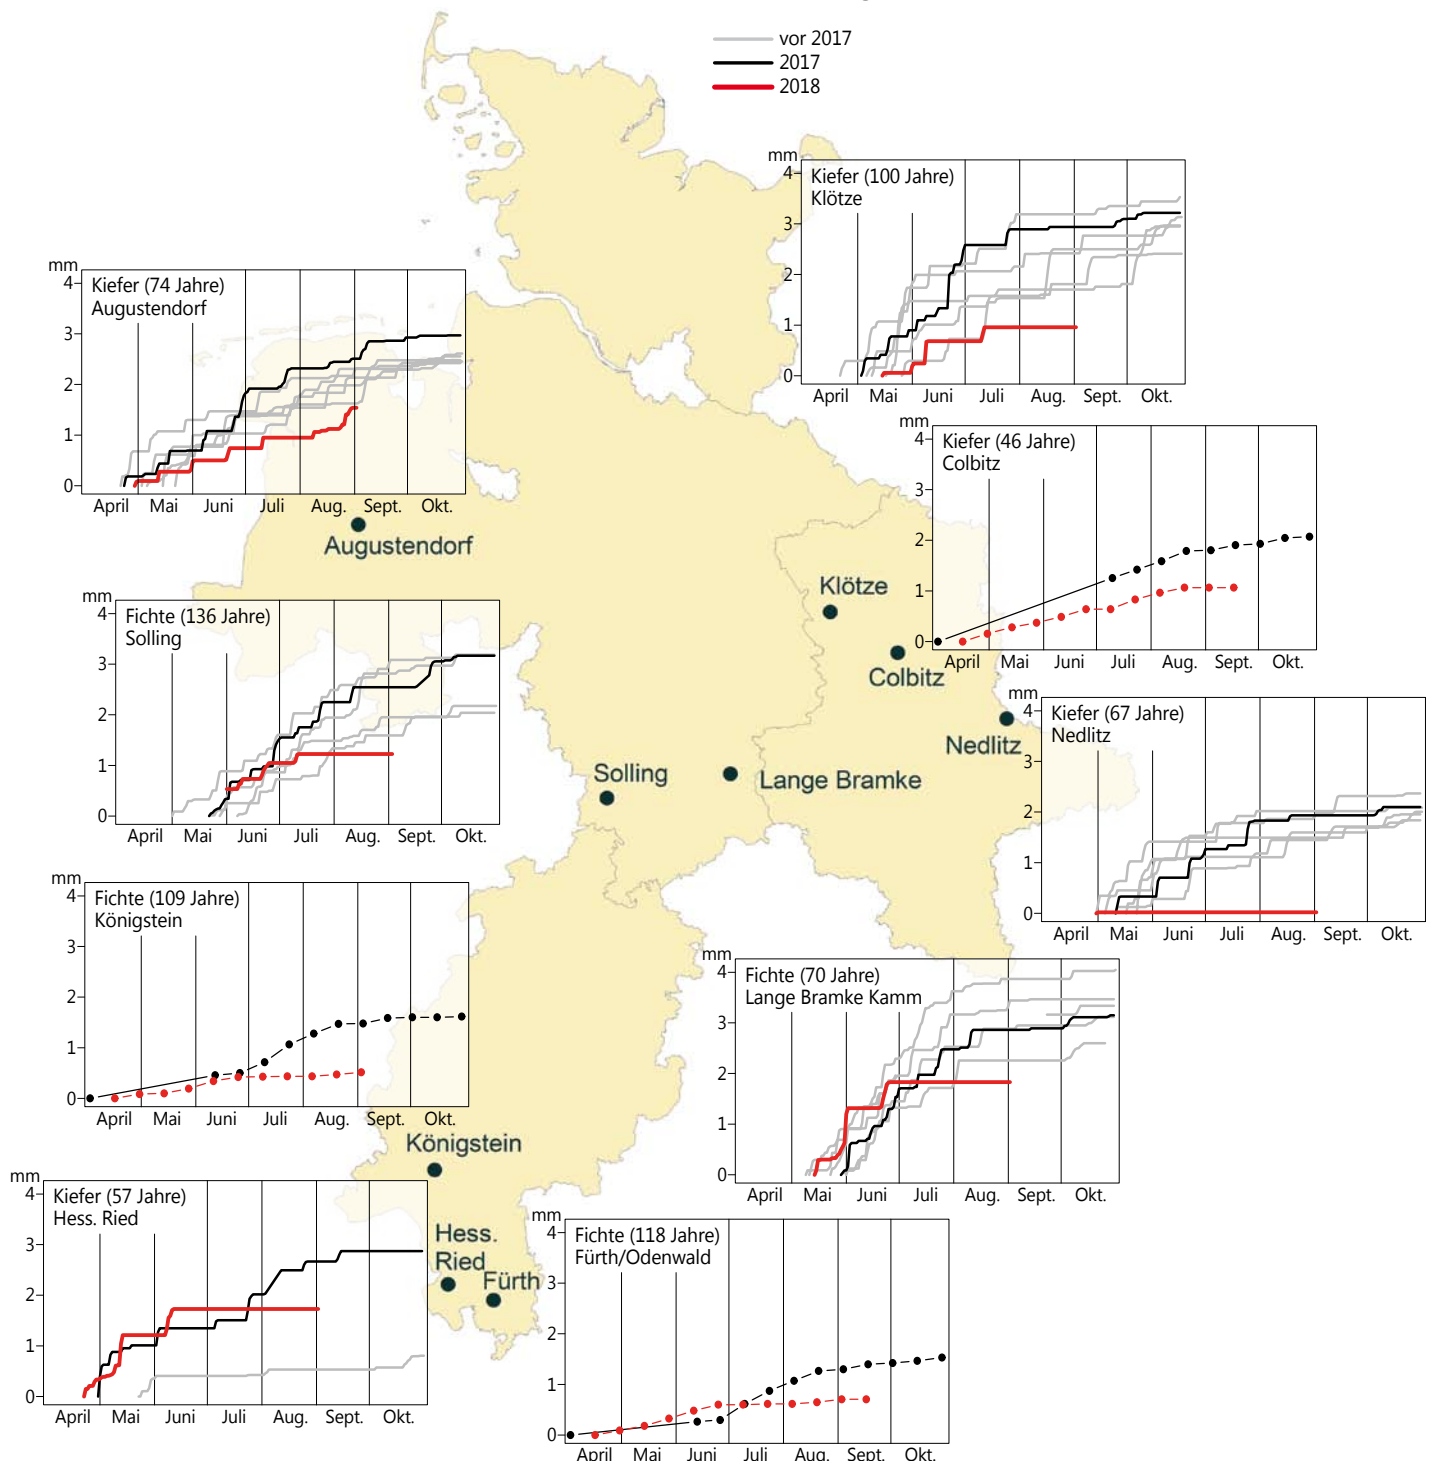 vor 2017
2017
2018
mm
Kiefer (100 Jahre)
Klötze
4
3
2
1
0
April Mai Juni Juli Aug. Sept. Okt.
mm
Kiefer (74 Jahre)
Augustendorf
4
3
2
1
0
April Mai Juni Juli Aug. Sept. Okt.
Augustendorf
mm
Kiefer (46 Jahre)
Colbitz
4
3
2
1
0
April Mai Juni Juli Aug. Sept. Okt.
Klötze
Colbitz
Nedlitz
Solling
Lange Bramke
mm
Fichte (136 Jahre)
Solling
4
3
2
1
0
April Mai Juni Juli Aug. Sept. Okt.
mm
Kiefer (67 Jahre)
Nedlitz
4
3
2
1
0
April Mai Juni Juli Aug. Sept. Okt.
mm
Fichte (109 Jahre)
Königstein
4
3
2
1
0
April Mai Juni Juli Aug. Sept. Okt.
mm
Fichte (70 Jahre)
Lange Bramke Kamm
4
3
2
1
0
April Mai Juni Juli Aug. Sept. Okt.
Königstein
Hess.
Ried
Fürth
mm
Kiefer (57 Jahre)
Hess. Ried
4
3
2
1
0
April Mai Juni Juli Aug. Sept. Okt.
mm
Fichte (118 Jahre)
Fürth/Odenwald
4
3
2
1
0
April Mai Juni Juli Aug. Sept. Okt.